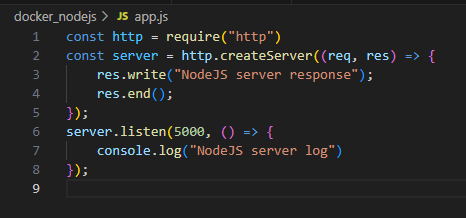 docker_nodejs > JS app.js
1 const http = require("http")
2 const server = http.createServer((req, res) => {
3     res.write("NodeJS server response");
4     res.end();
5 });
6 server.listen(5000, () => {
7     console.log("NodeJS server log")
8 });
9